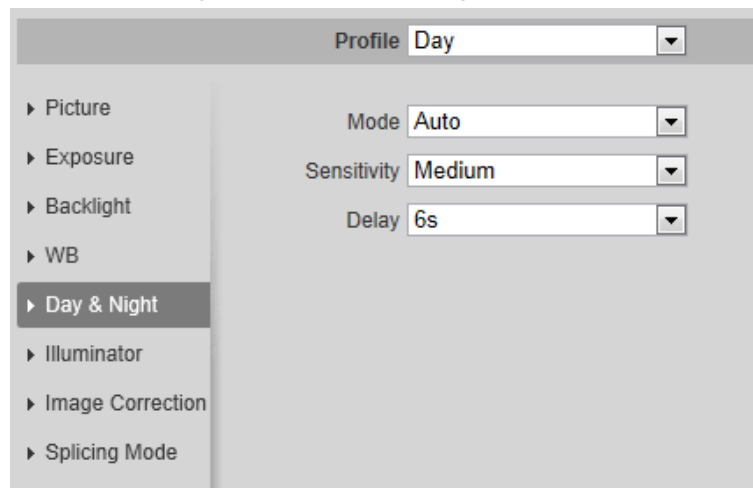 Profile Day
Picture
Mode Auto
Exposure
Sensitivity Medium
Backlight
Delay 6s
WB
Day & Night
Illuminator
Image Correction
Splicing Mode